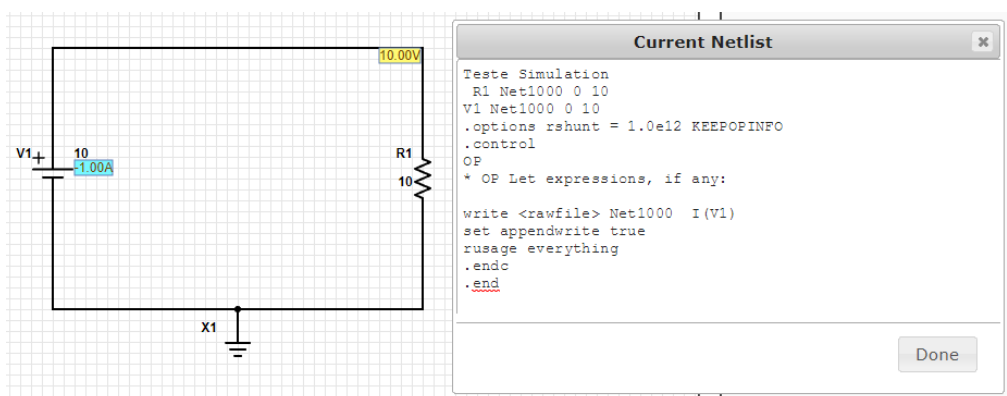 10.00V
V1
+
10
-1.00A
R1
10
X1
Current Netlist
Teste Simulation
R1 Net1000 0 10
V1 Net1000 0 10
.options rshunt = 1.0e12 KEEPOPINFO
.control
OP
* OP Let expressions, if any:
write <rawfile> Net1000  I(V1)
set appendwrite true
rusage everything
.endc
.end
Done